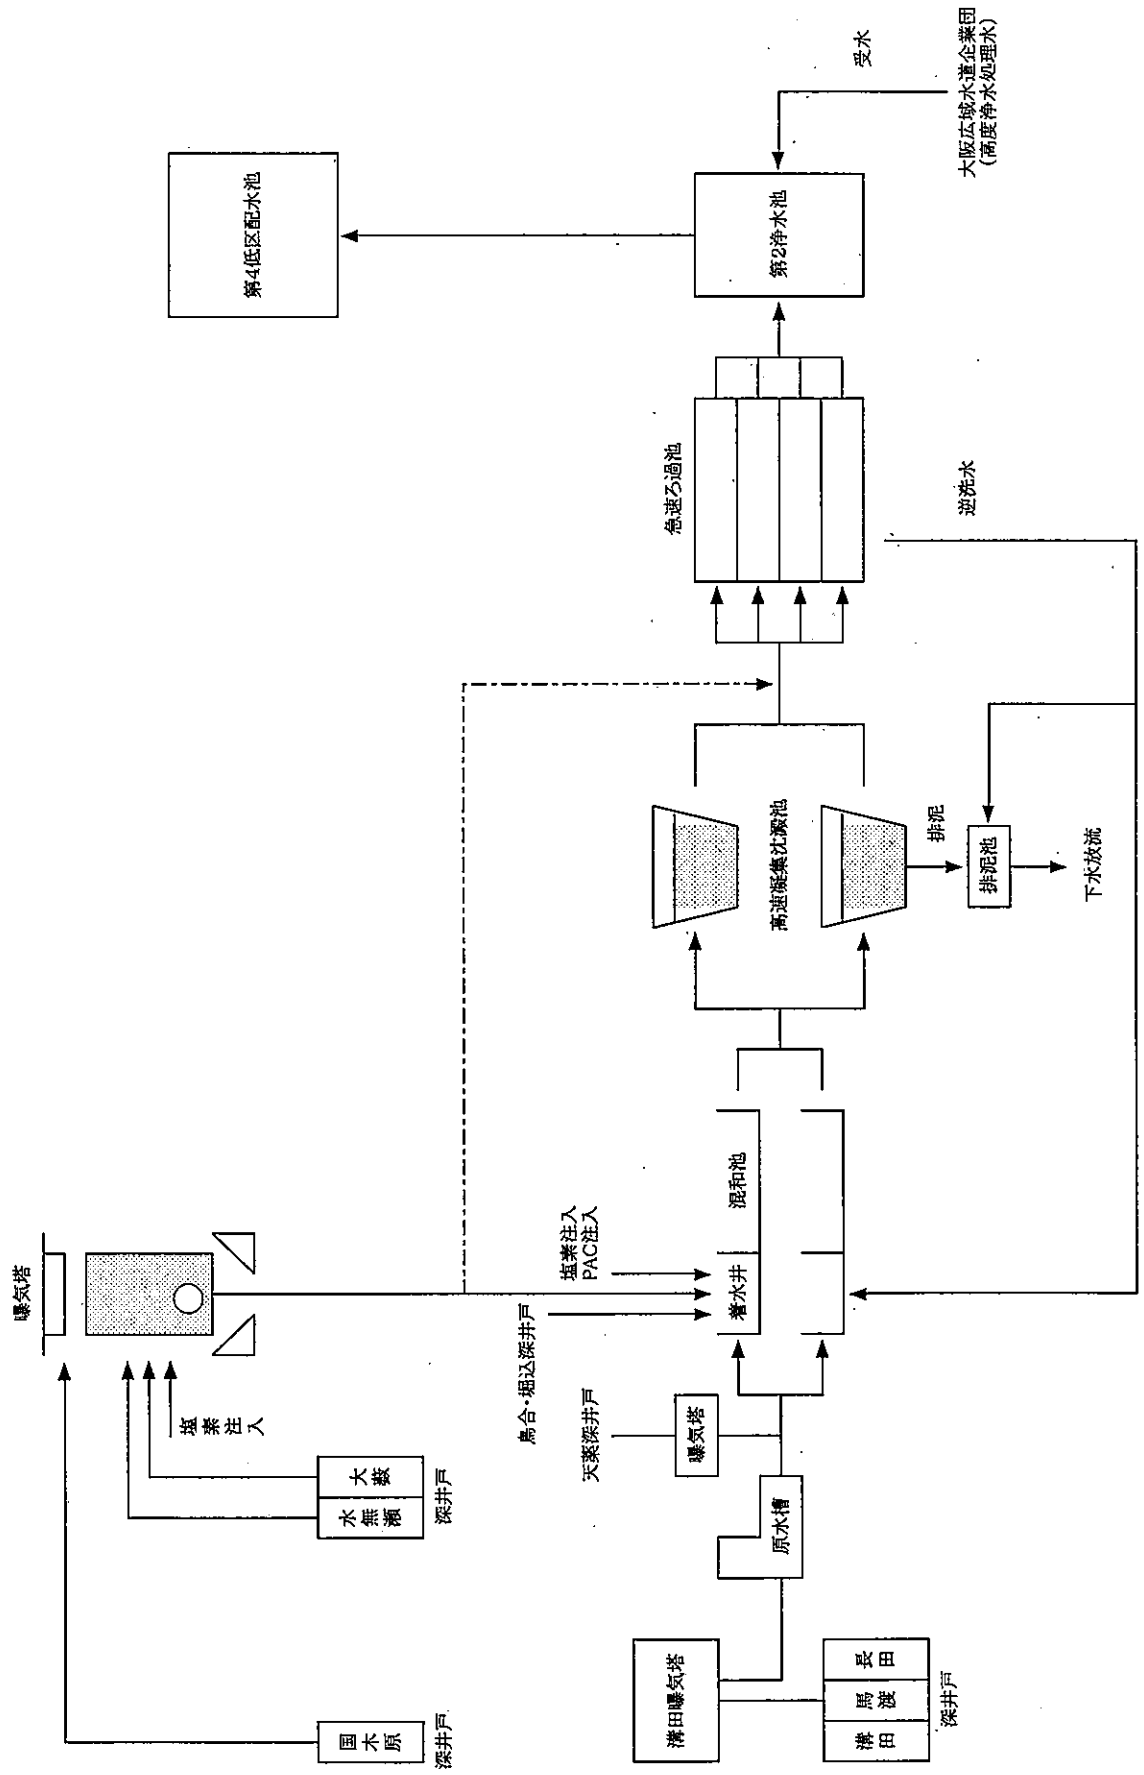 曝気塔
国木原
深井戸
水無瀬
大藪
深井戸
塩素注入
溝田曝気塔
溝田
馬渡
長田
深井戸
原水槽
天薬深井戸
曝気塔
鳥合・堀込深井戸
塩素注入
PAC注入
着水井
混和池
高速凝集沈澱池
排泥
排泥池
下水放流
急速ろ過池
逆洗水
第2浄水池
第4低区配水池
受水
大阪広域水道企業団
(高度浄水処理水)